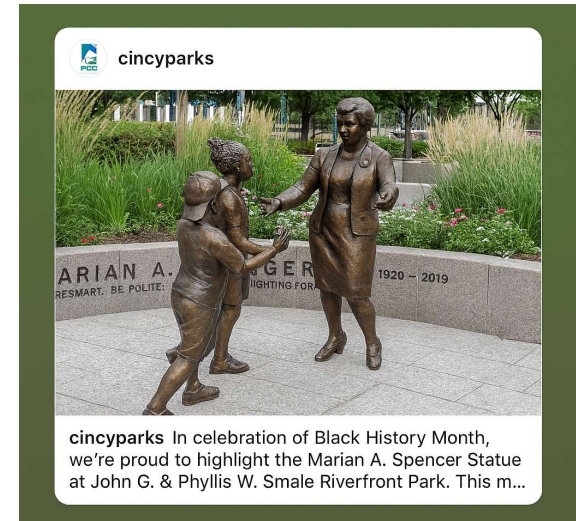 PCC
cincyparks
ARIAN A. GER 1920 – 2019
RESMART. BE POLITE: IGHTING FOR
cincyparks In celebration of Black History Month,
we're proud to highlight the Marian A. Spencer Statue
at John G. & Phyllis W. Smale Riverfront Park. This m...